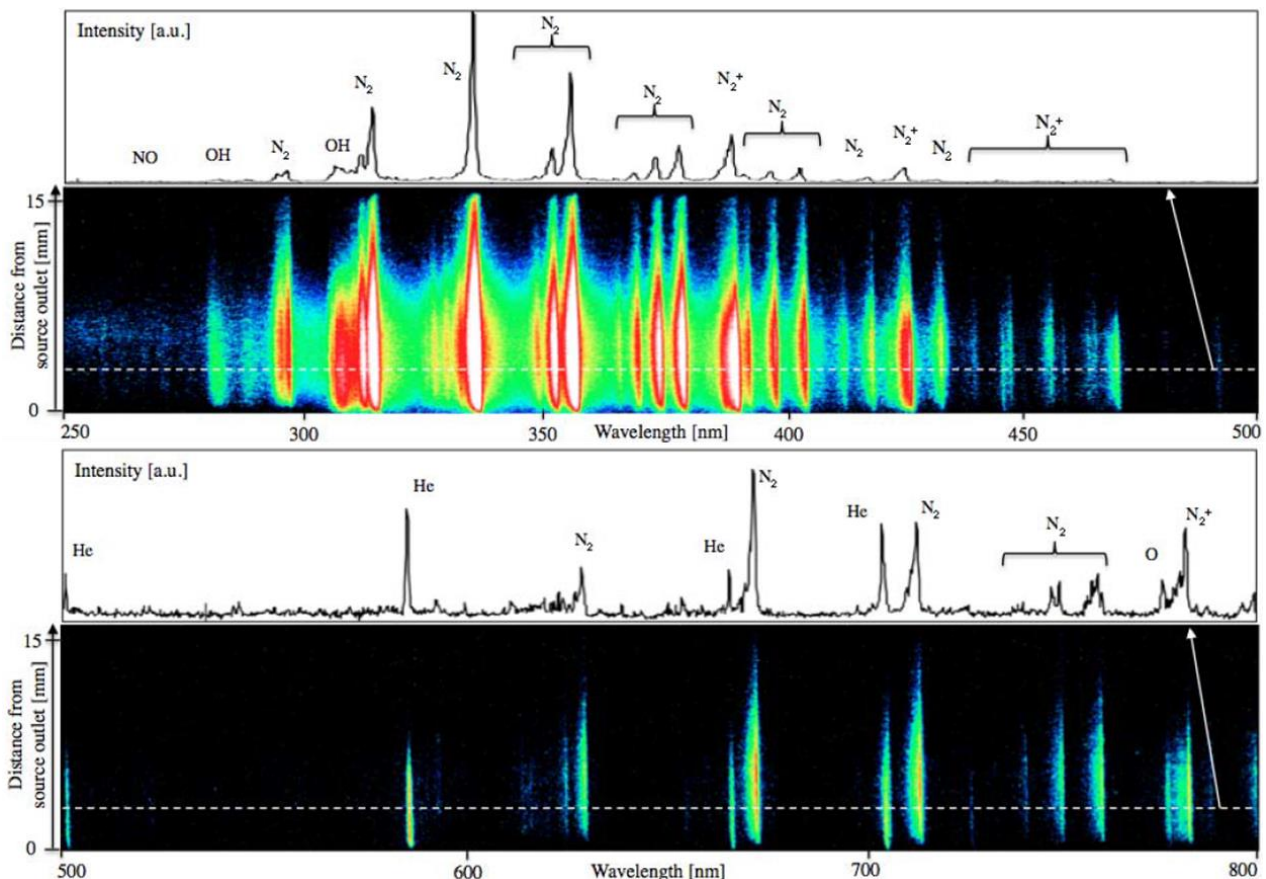 Intensity [a.u.]
NO
OH
N₂
OH
N₂
N₂
N₂
N₂
N₂⁺
N₂
N₂
N₂⁺
N₂
N₂⁺
15
Distance from
source outlet [mm]
0
250
300
350
Wavelength [nm]
400
450
500
Intensity [a.u.]
He
He
N₂
He
N₂
He
N₂
N₂
O
N₂⁺
15
Distance from
source outlet [mm]
0
500
600
Wavelength [nm]
700
800